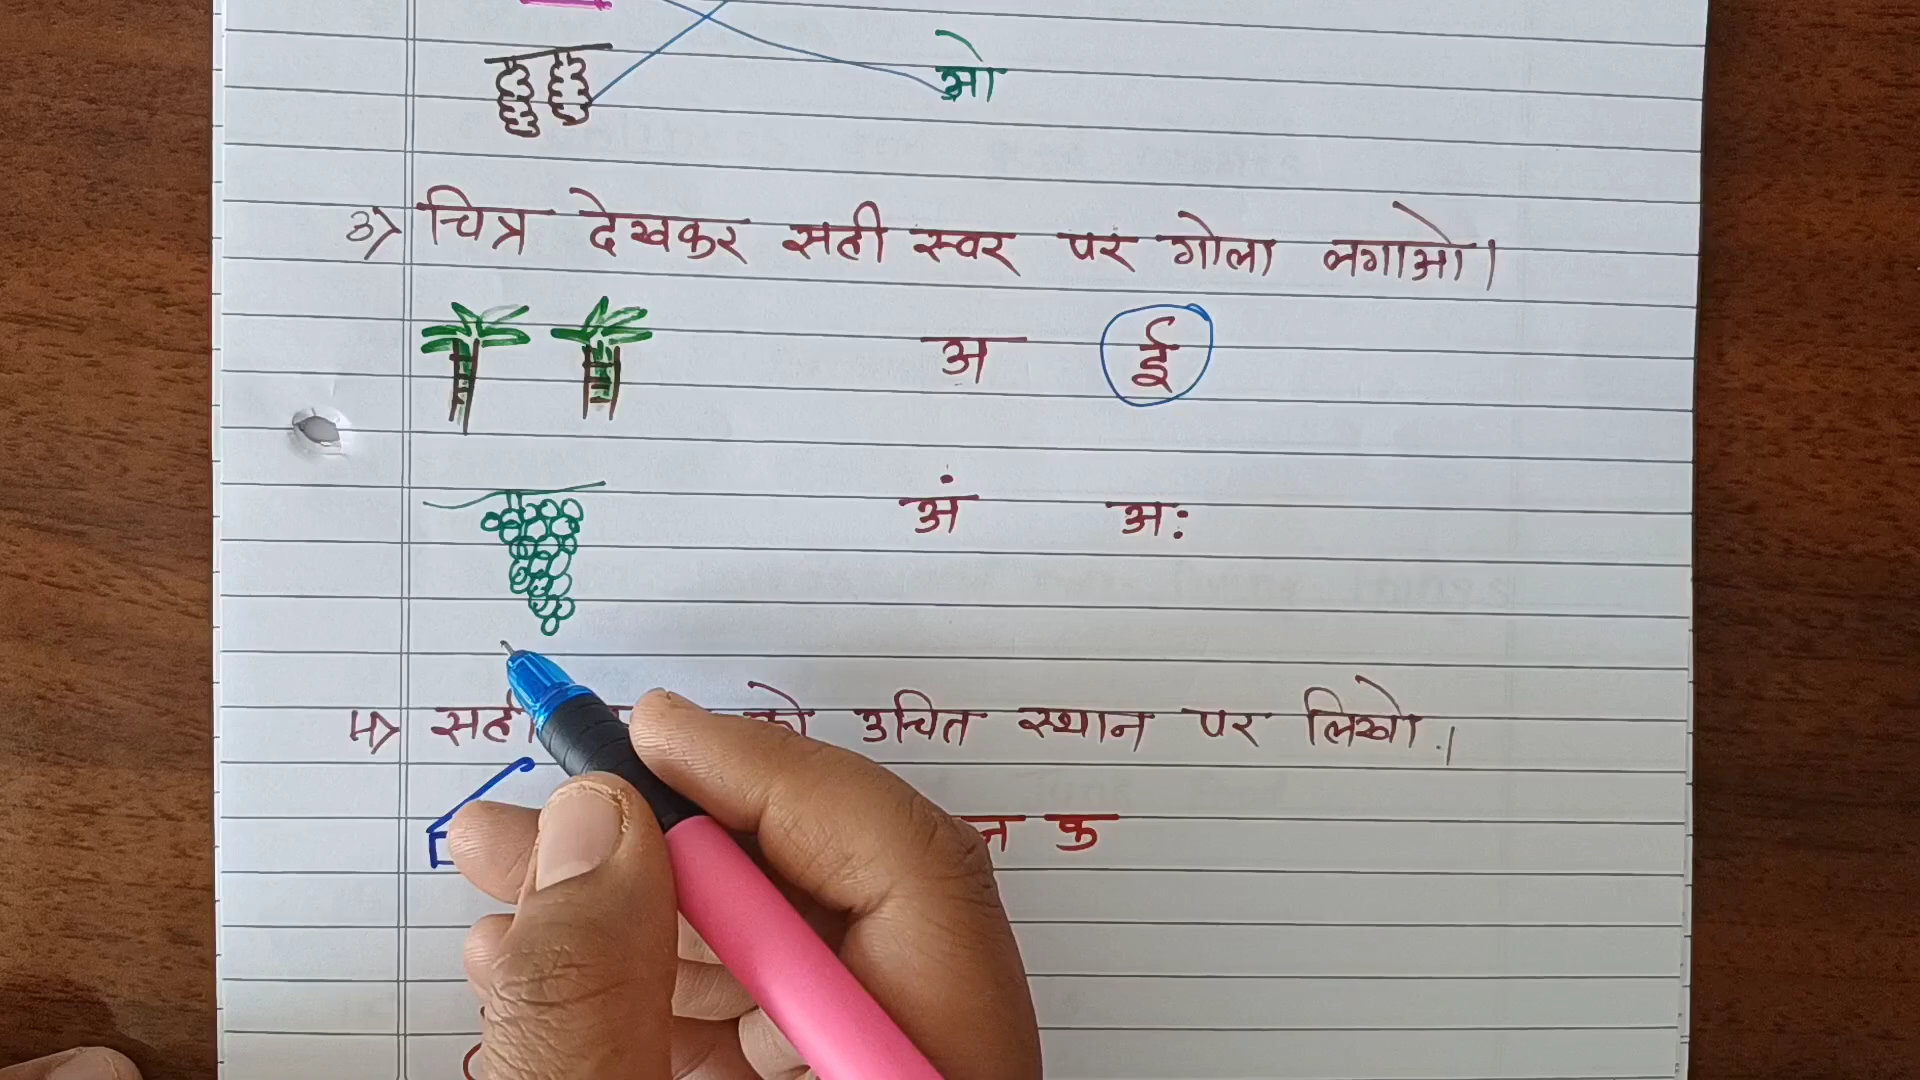 ओ
3) चित्र देखकर सही स्वर पर गोला लगाओ।
अ ई
अं अः
4) सही को उचित स्थान पर लिखो।
न क